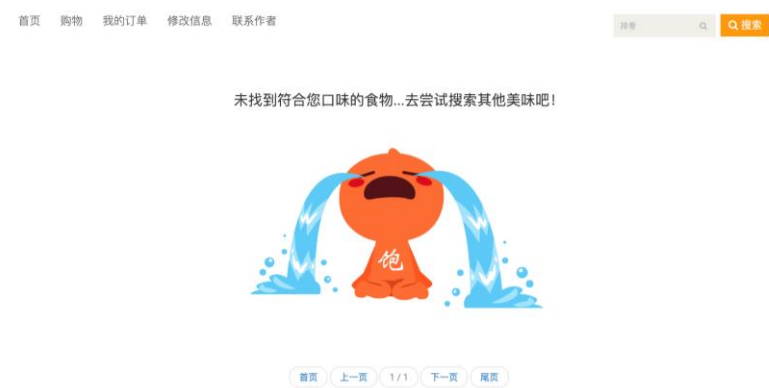 首页 购物 我的订单 修改信息 联系作者
搜索
未找到符合您口味的食物...去尝试搜索其他美味吧！
饱
首页 上一页 1 / 1 下一页 尾页